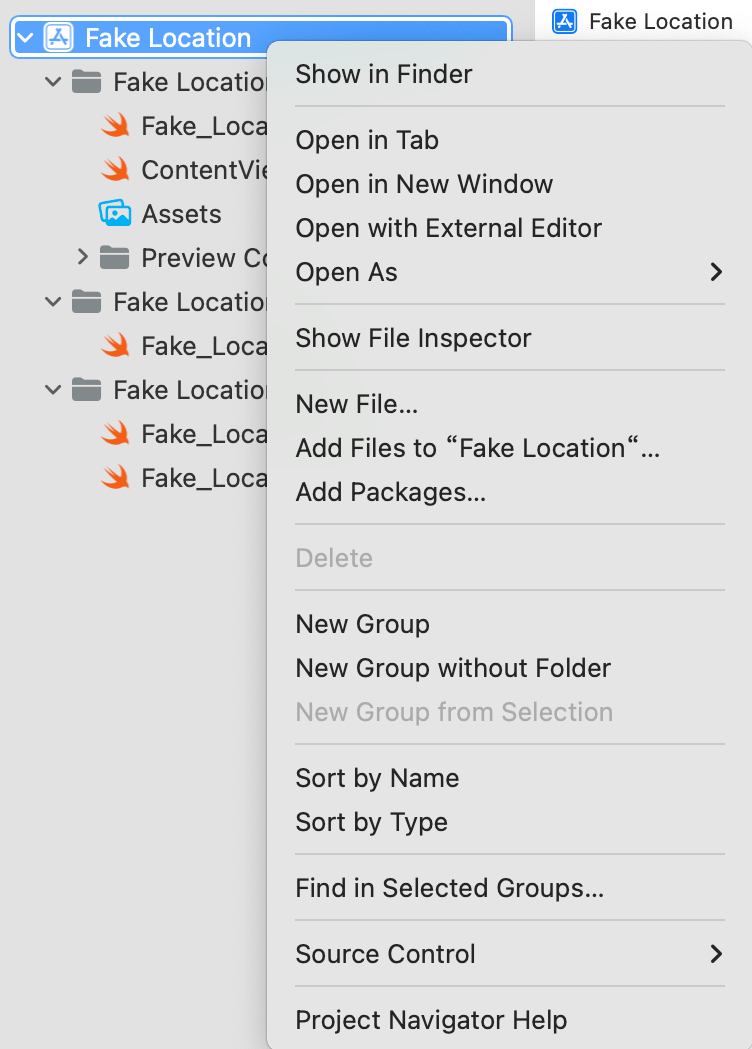 Fake Location
Fake Location
Show in Finder
Fake Location
Fake_Loca
Open in Tab
ContentVie
Open in New Window
Assets
Open with External Editor
Preview Co
Open As
Fake Location
Fake_Loca
Show File Inspector
Fake Location
New File...
Fake_Loca
Add Files to “Fake Location“...
Fake_Loca
Add Packages...
Delete
New Group
New Group without Folder
New Group from Selection
Sort by Name
Sort by Type
Find in Selected Groups...
Source Control
Project Navigator Help